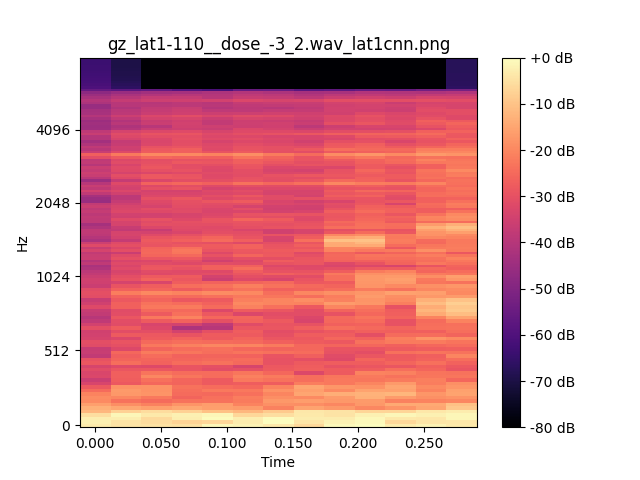 gz_lat1-110__dose_-3_2.wav_lat1cnn.png
+0 dB
-10 dB
-20 dB
-30 dB
-40 dB
-50 dB
-60 dB
-70 dB
-80 dB
4096
2048
1024
512
0
Hz
0.000 0.050 0.100 0.150 0.200 0.250
Time